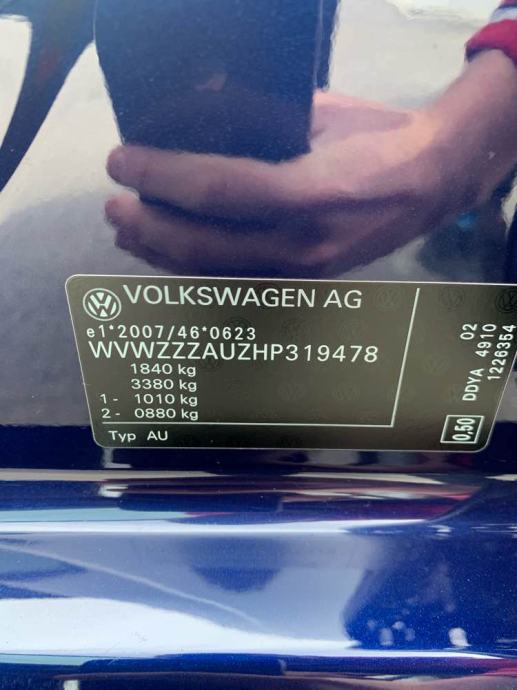 VOLKSWAGEN AG
e1*2007/46*0623
WVWZZZAUZHP319478
1840 kg
3380 kg
1 - 1010 kg
2 - 0880 kg
Typ AU
02
DDYA 4910
1226354
0,50